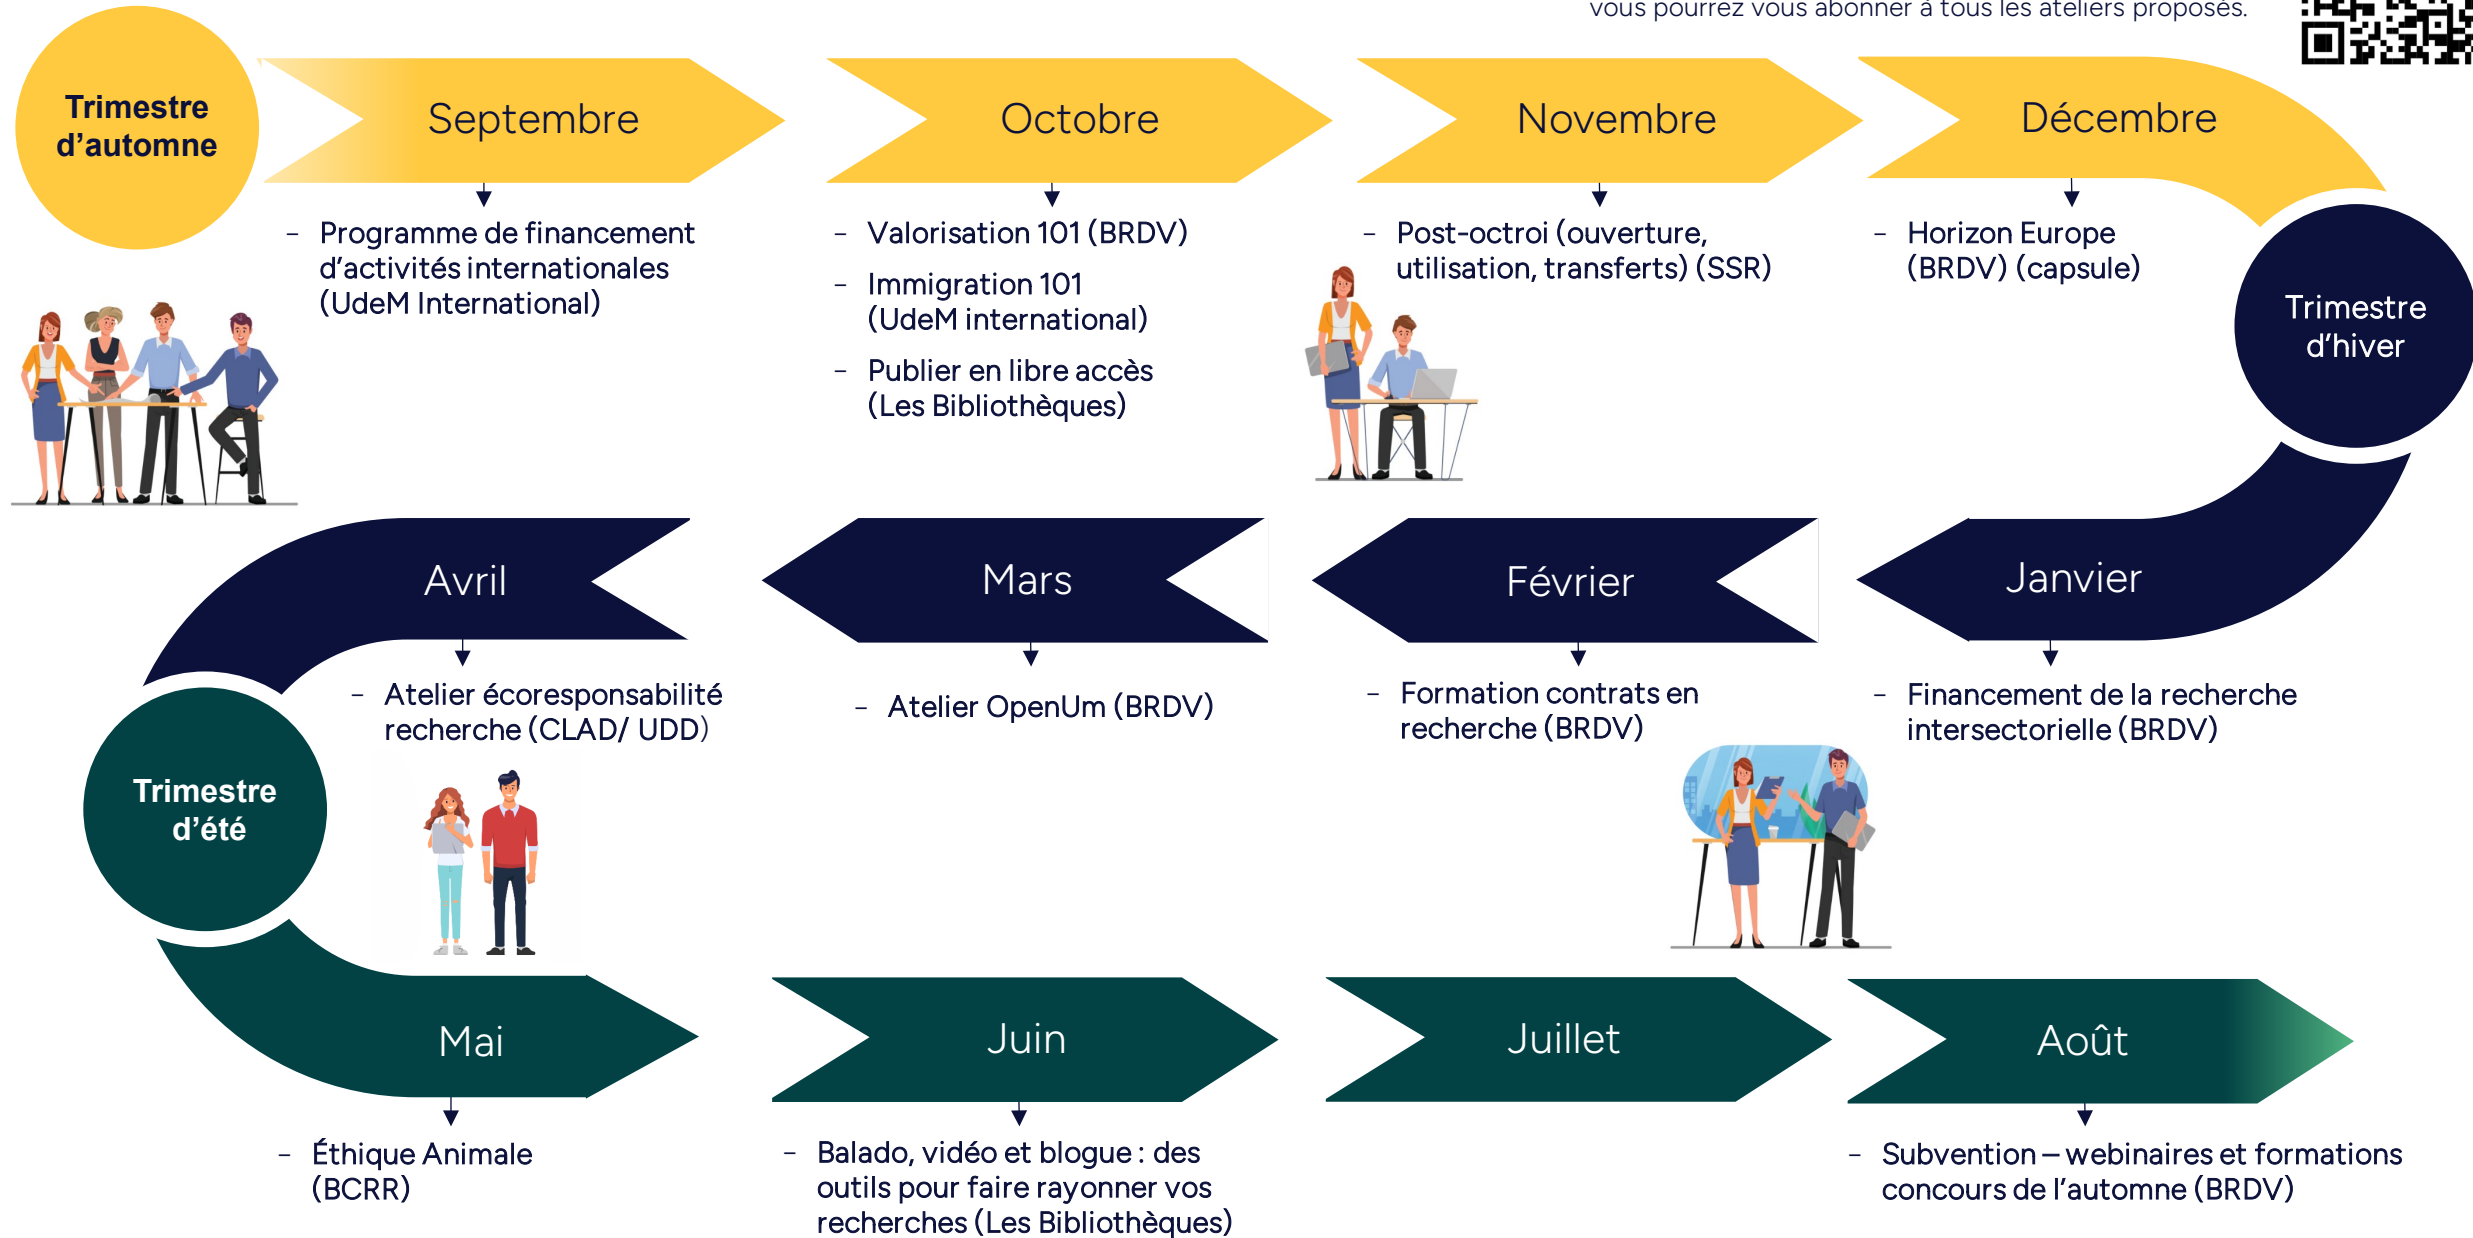 vous pourrez vous abonner à tous les ateliers proposés.
Trimestre
d’automne
Septembre
– Programme de financement
d’activités internationales
(UdeM International)
Octobre
– Valorisation 101 (BRDV)
– Immigration 101
(UdeM international)
– Publier en libre accès
(Les Bibliothèques)
Novembre
– Post-octroi (ouverture,
utilisation, transferts) (SSR)
Décembre
– Horizon Europe
(BRDV) (capsule)
Trimestre
d’hiver
Janvier
– Financement de la recherche
intersectorielle (BRDV)
Février
– Formation contrats en
recherche (BRDV)
Mars
– Atelier OpenUm (BRDV)
Avril
– Atelier écoresponsabilité
recherche (CLAD/ UDD)
Trimestre
d’été
Mai
– Éthique Animale
(BCRR)
Juin
– Balado, vidéo et blogue : des
outils pour faire rayonner vos
recherches (Les Bibliothèques)
Juillet
Août
– Subvention – webinaires et formations
concours de l’automne (BRDV)